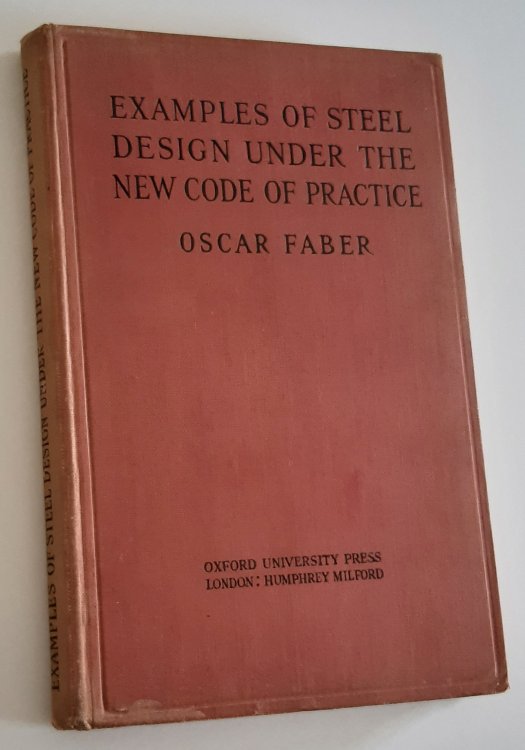 EXAMPLES OF STEEL
DESIGN UNDER THE
NEW CODE OF PRACTICE
OSCAR FABER
OXFORD UNIVERSITY PRESS
LONDON: HUMPHREY MILFORD
EXAMPLES OF STEEL DESIGN UNDER THE NEW CODE OF PRACTICE